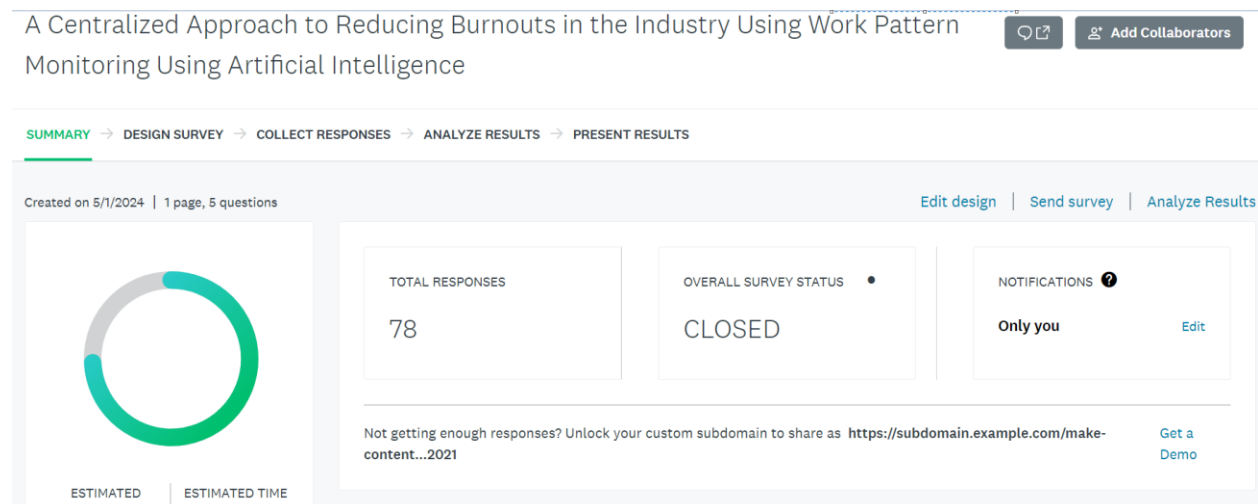 A Centralized Approach to Reducing Burnouts in the Industry Using Work Pattern
Monitoring Using Artificial Intelligence
Add Collaborators
SUMMARY → DESIGN SURVEY → COLLECT RESPONSES → ANALYZE RESULTS → PRESENT RESULTS
Created on 5/1/2024 | 1 page, 5 questions
Edit design | Send survey | Analyze Results
TOTAL RESPONSES
78
OVERALL SURVEY STATUS •
CLOSED
NOTIFICATIONS ?
Only you
Edit
Not getting enough responses? Unlock your custom subdomain to share as https://subdomain.example.com/make-
content...2021
Get a
Demo
ESTIMATED | ESTIMATED TIME